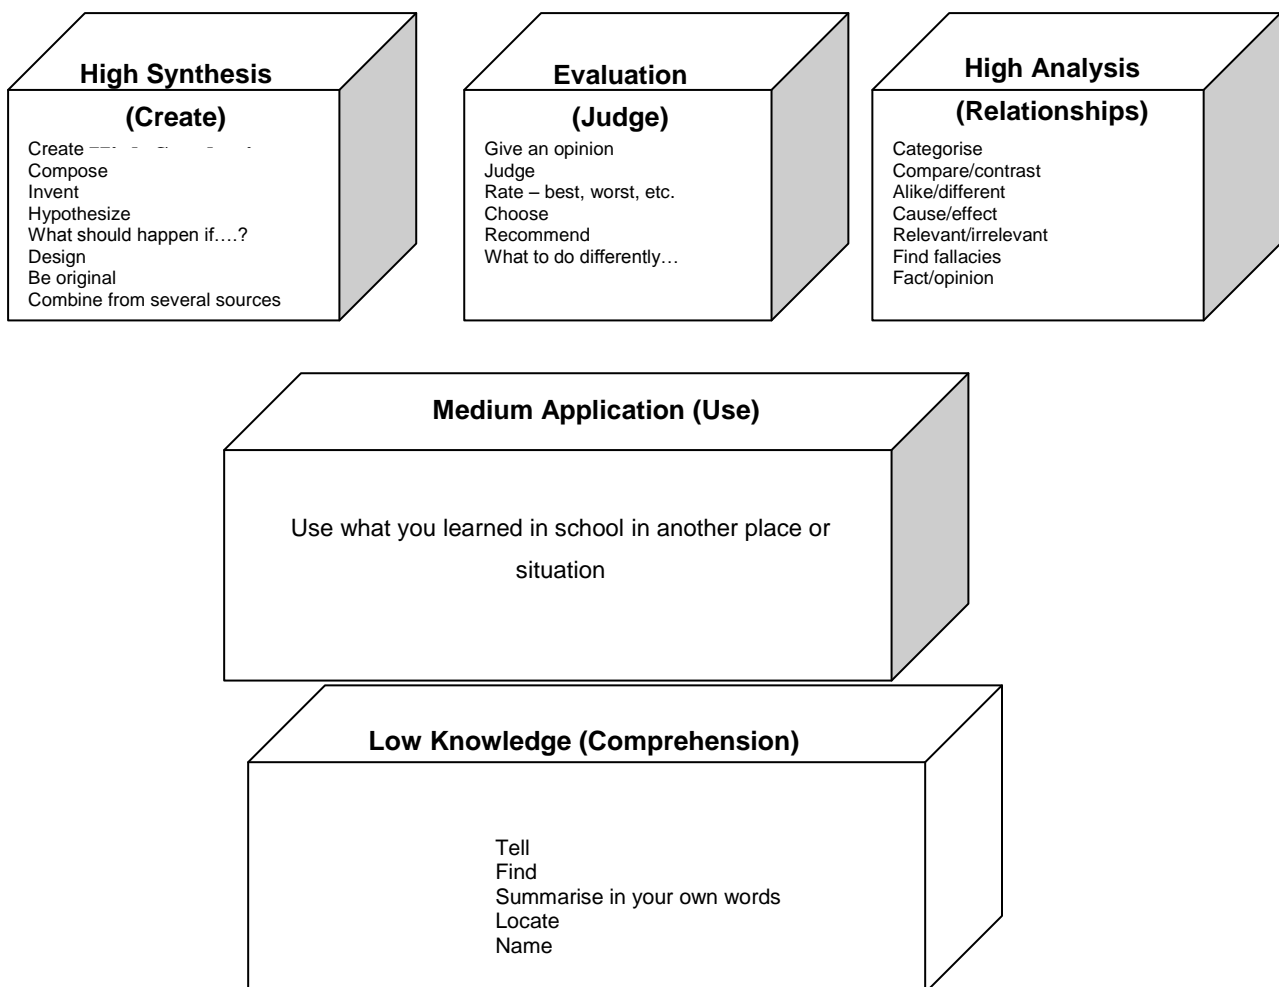 High Synthesis
(Create)
Create
Compose
Invent
Hypothesize
What should happen if….?
Design
Be original
Combine from several sources
Evaluation
(Judge)
Give an opinion
Judge
Rate – best, worst, etc.
Choose
Recommend
What to do differently…
High Analysis
(Relationships)
Categorise
Compare/contrast
Alike/different
Cause/effect
Relevant/irrelevant
Find fallacies
Fact/opinion
Medium Application (Use)
Use what you learned in school in another place or
situation
Low Knowledge (Comprehension)
Tell
Find
Summarise in your own words
Locate
Name